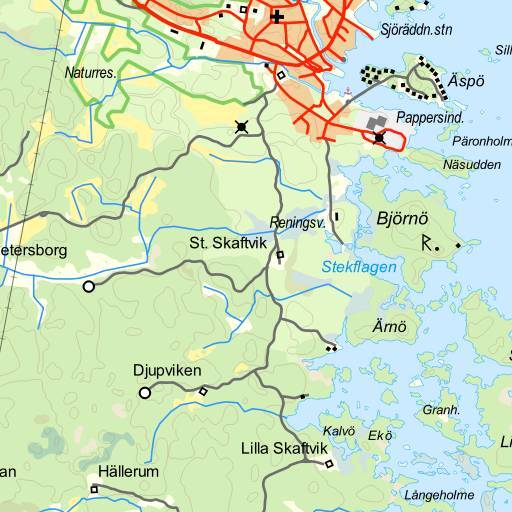 Sjöräddn.stn
Sil
Naturres.
Äspö
Pappersind.
Päronholm
Näsudden
Björnö
Reningsv.
R.
etersborg
St. Skaftvik
Stekflagen
Ärnö
Djupviken
Granh.
Kalvö
Ekö
Lilla Skaftvik
Li
an
Hällerum
Långeholme